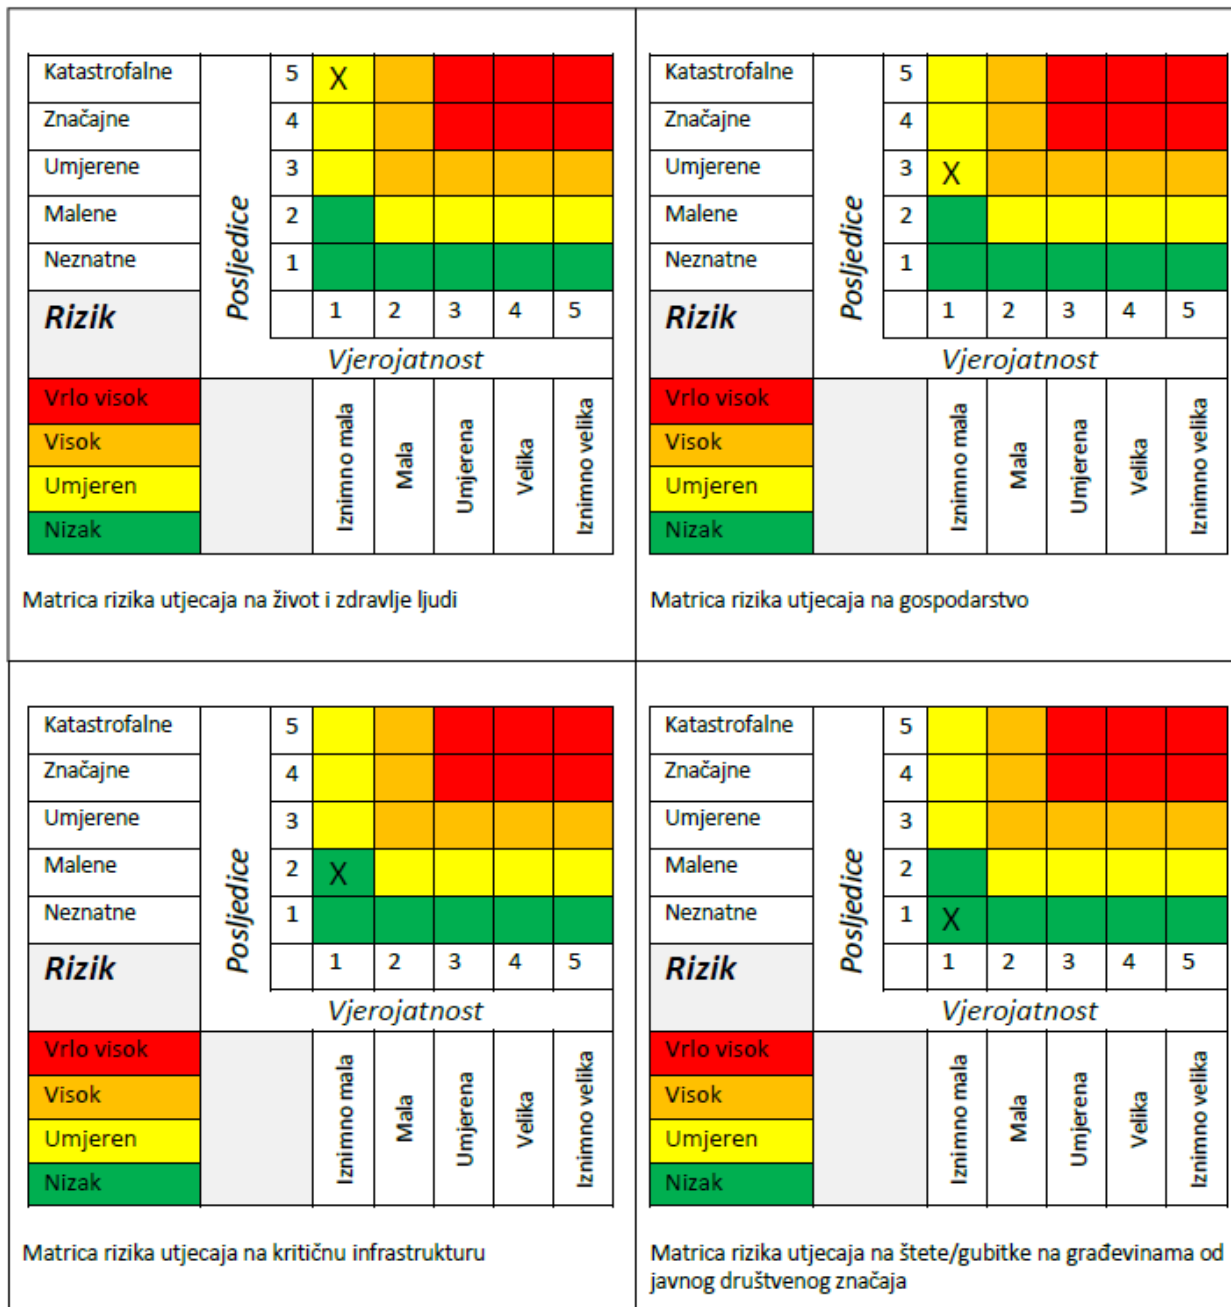 Katastrofalne 5 X
Značajne 4
Umjerene 3
Malene 2
Neznatne 1
Posljedice
Rizik 1 2 3 4 5
Vjerojatnost
Vrlo visok
Visok
Umjeren
Nizak
Iznimno mala
Mala
Umjerena
Velika
Iznimno velika
Matrica rizika utjecaja na život i zdravlje ljudi
Katastrofalne 5
Značajne 4
Umjerene 3 X
Malene 2
Neznatne 1
Posljedice
Rizik 1 2 3 4 5
Vjerojatnost
Vrlo visok
Visok
Umjeren
Nizak
Iznimno mala
Mala
Umjerena
Velika
Iznimno velika
Matrica rizika utjecaja na gospodarstvo
Katastrofalne 5
Značajne 4
Umjerene 3
Malene 2 X
Neznatne 1
Posljedice
Rizik 1 2 3 4 5
Vjerojatnost
Vrlo visok
Visok
Umjeren
Nizak
Iznimno mala
Mala
Umjerena
Velika
Iznimno velika
Matrica rizika utjecaja na kritičnu infrastrukturu
Katastrofalne 5
Značajne 4
Umjerene 3
Malene 2
Neznatne 1 X
Posljedice
Rizik 1 2 3 4 5
Vjerojatnost
Vrlo visok
Visok
Umjeren
Nizak
Iznimno mala
Mala
Umjerena
Velika
Iznimno velika
Matrica rizika utjecaja na štete/gubitke na građevinama od
javnog društvenog značaja